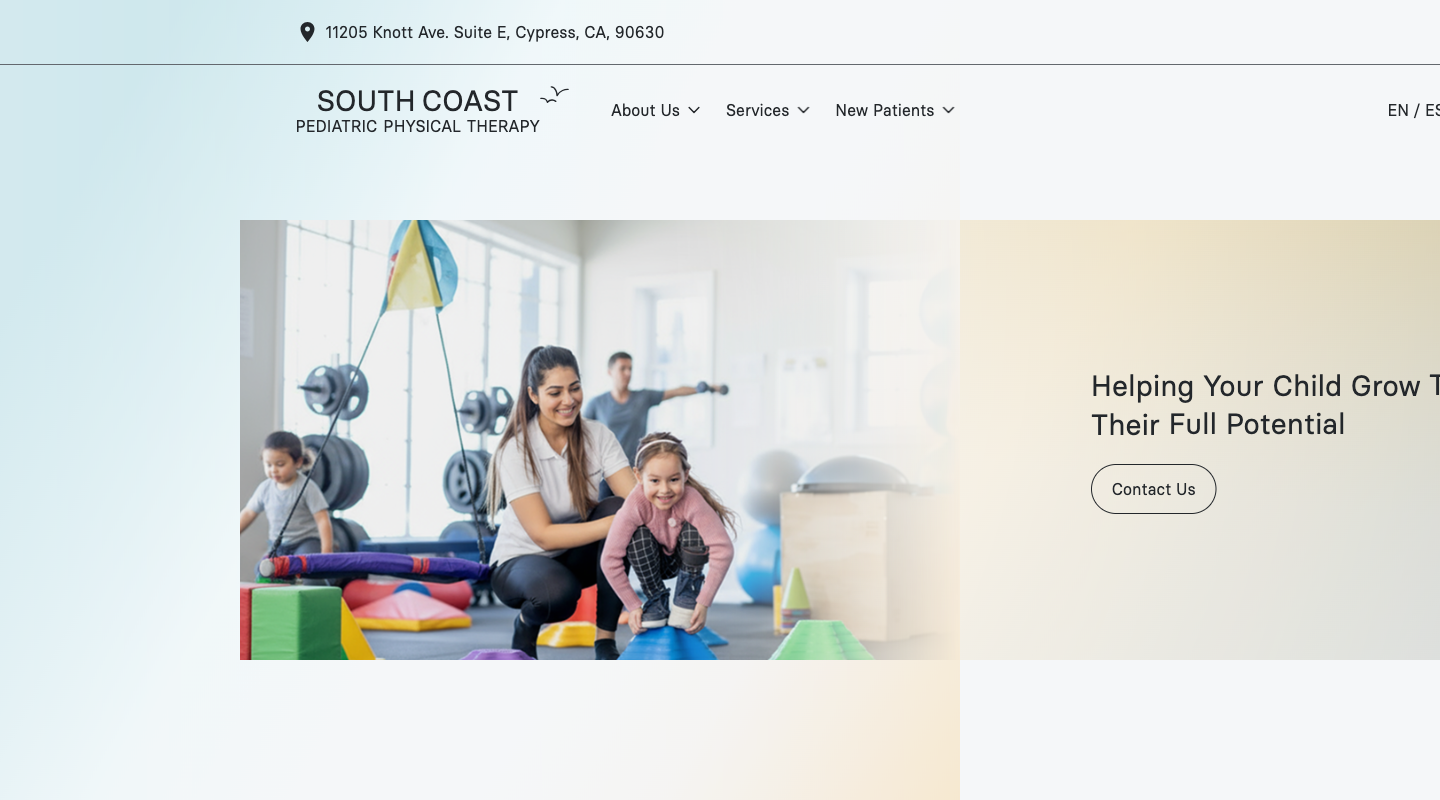 11205 Knott Ave. Suite E, Cypress, CA, 90630
SOUTH COAST
PEDIATRIC PHYSICAL THERAPY
About Us
Services
New Patients
EN / ES
Helping Your Child Grow T
Their Full Potential
Contact Us